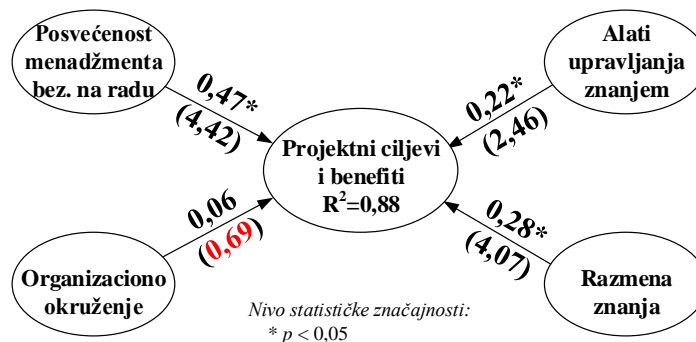 Posvećenost
menadžmenta
bez. na radu
Alati
upravljanja
znanjem
0,47*
(4,42)
0,22*
(2,46)
Projektni ciljevi
i benefiti
R²=0,88
0,06
(0,69)
0,28*
(4,07)
Organizaciono
okruženje
Razmena
znanja
Nivo statističke značajnosti:
* p < 0,05